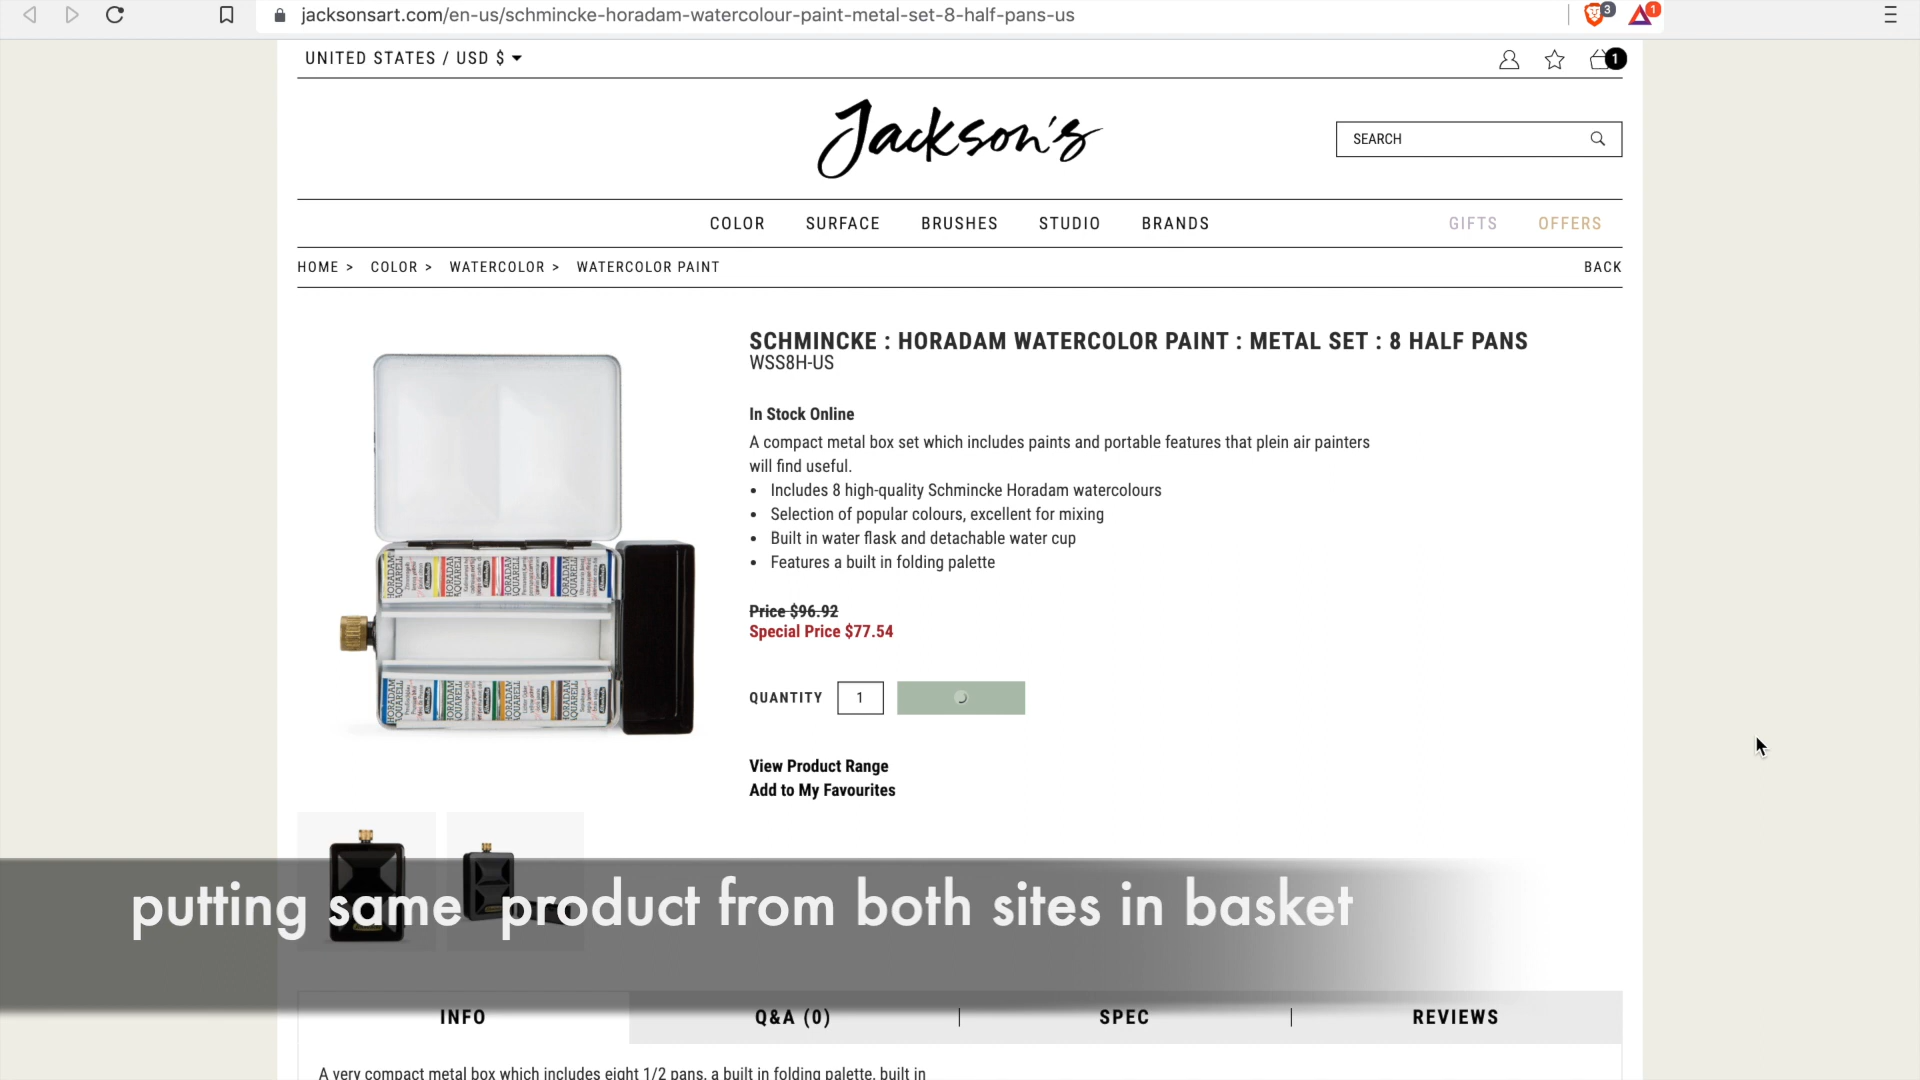 jacksonsart.com/en-us/schmincke-horadam-watercolour-paint-metal-set-8-half-pans-us
3
1
UNITED STATES / USD $
1
Jackson's
SEARCH
COLOR SURFACE BRUSHES STUDIO BRANDS GIFTS OFFERS
HOME > COLOR > WATERCOLOR > WATERCOLOR PAINT BACK
SCHMINCKE : HORADAM WATERCOLOR PAINT : METAL SET : 8 HALF PANS
WSS8H-US
In Stock Online
A compact metal box set which includes paints and portable features that plein air painters
will find useful.
• Includes 8 high-quality Schmincke Horadam watercolours
• Selection of popular colours, excellent for mixing
• Built in water flask and detachable water cup
• Features a built in folding palette
Price $96.92
Special Price $77.54
QUANTITY 1
View Product Range
Add to My Favourites
putting same product from both sites in basket
INFO Q&A (0) SPEC REVIEWS
A very compact metal box which includes eight 1/2 pans, a built in folding palette, built in